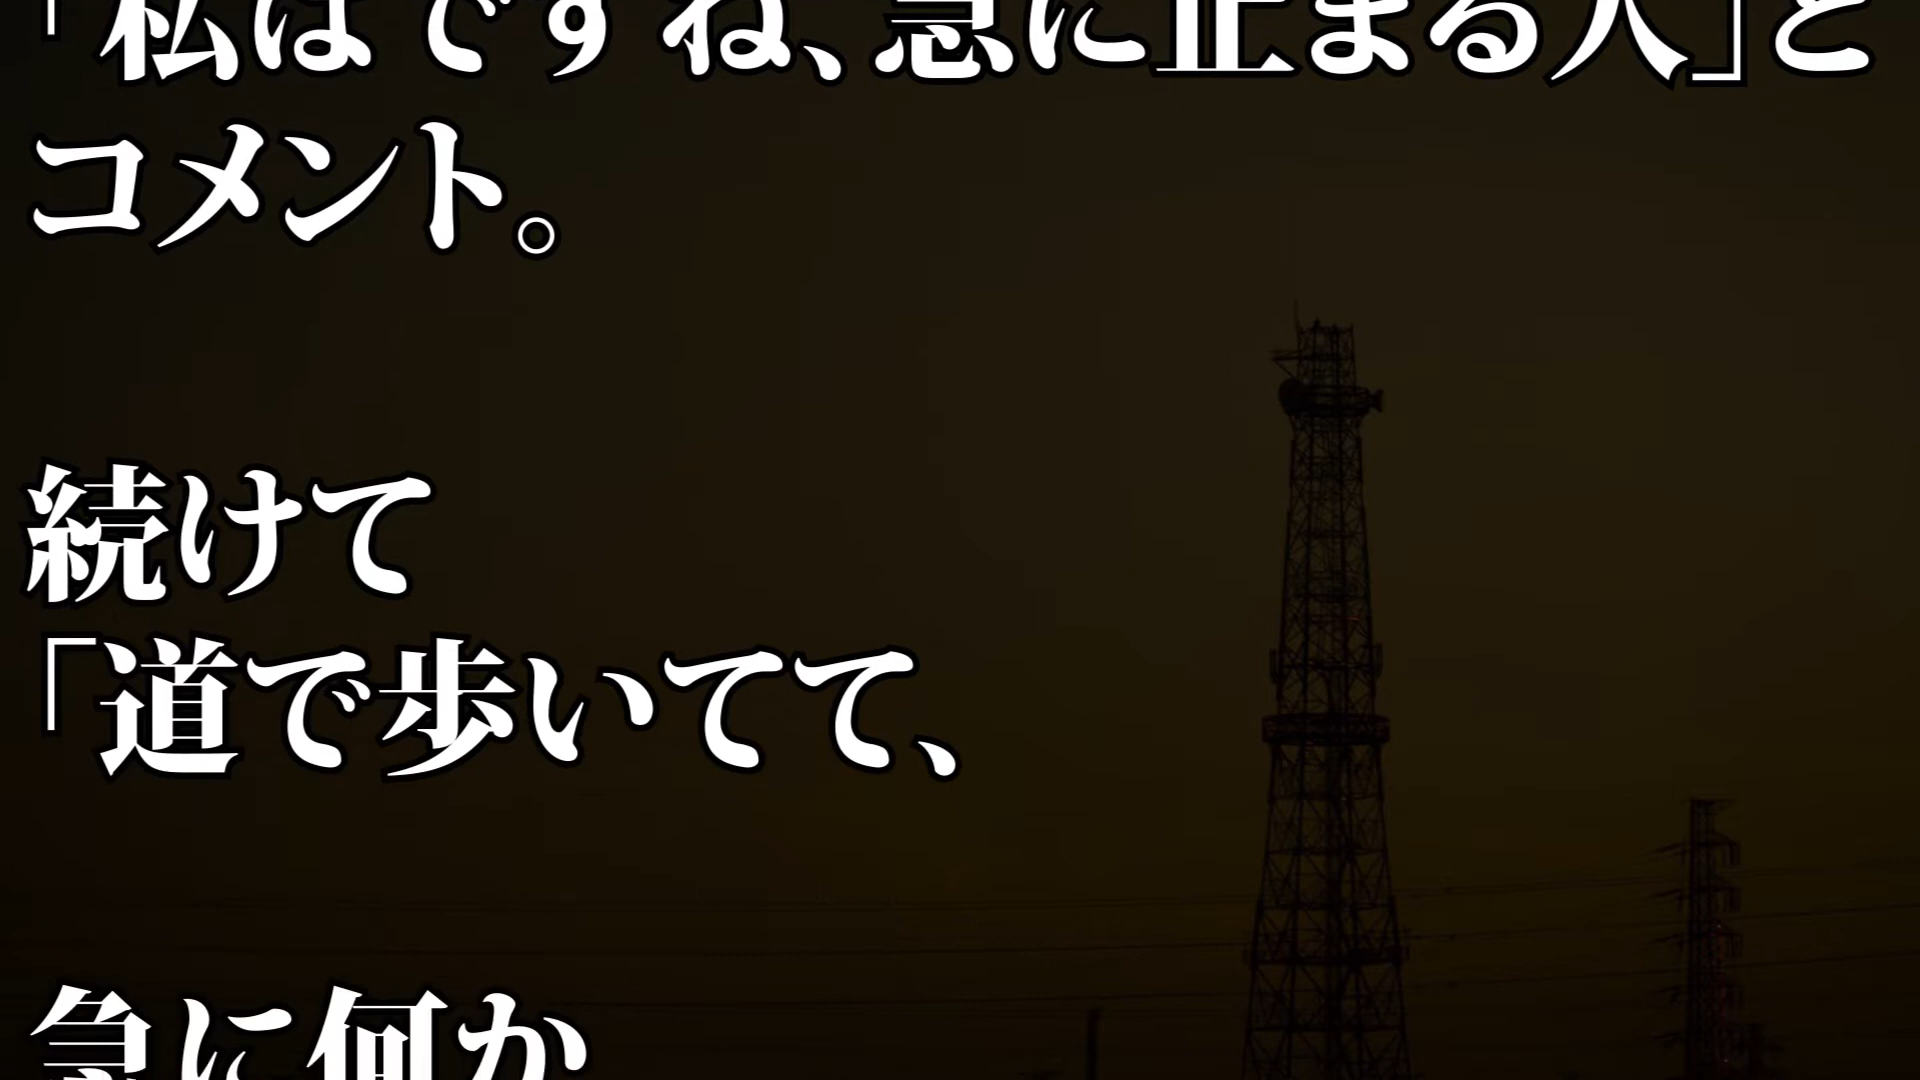 「私はですね、急に止まる人」と
コメント。
続けて
「道で歩いてて、
急に何か